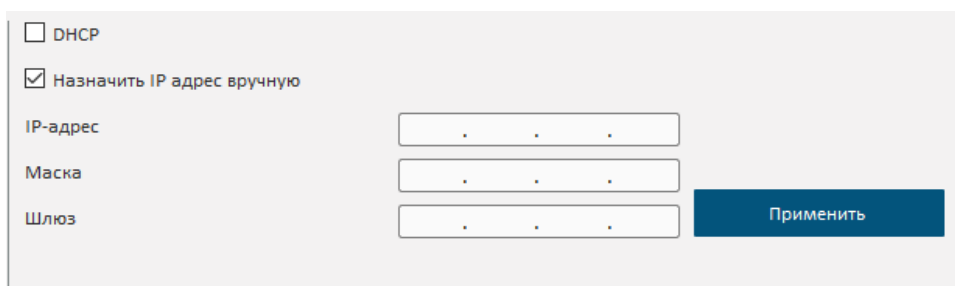 DHCP
Назначить IP адрес вручную
IP-адрес . . .
Маска . . .
Шлюз . . . Применить